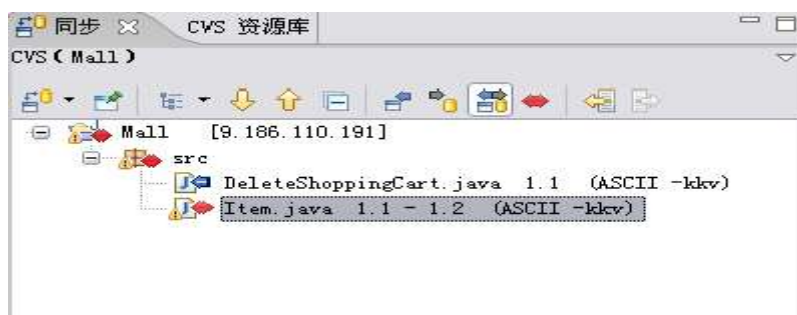 同步 CVS 资源库
CVS(Mall)
Mall [9.186.110.191]
src
DeleteShoppingCart.java 1.1 (ASCII -kkv)
Item.java 1.1 - 1.2 (ASCII -kkv)